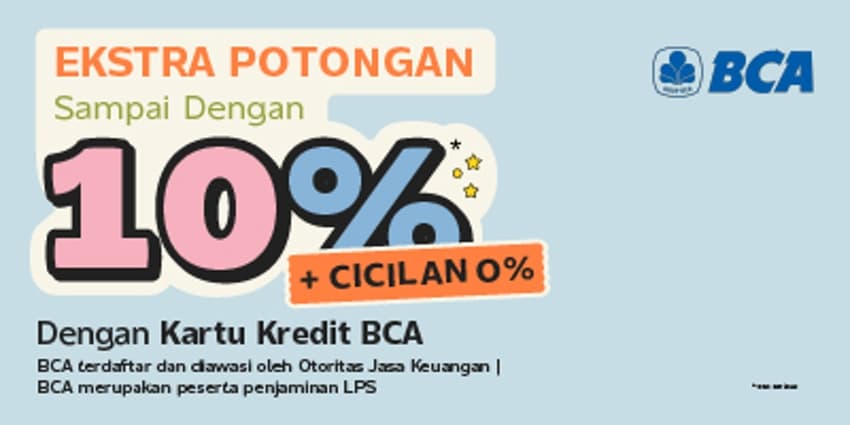 EKSTRA POTONGAN
Sampai Dengan
10%*
+ CICILAN 0%
Dengan Kartu Kredit BCA
BCA terdaftar dan diawasi oleh Otoritas Jasa Keuangan |
BCA merupakan peserta penjaminan LPS
BCA